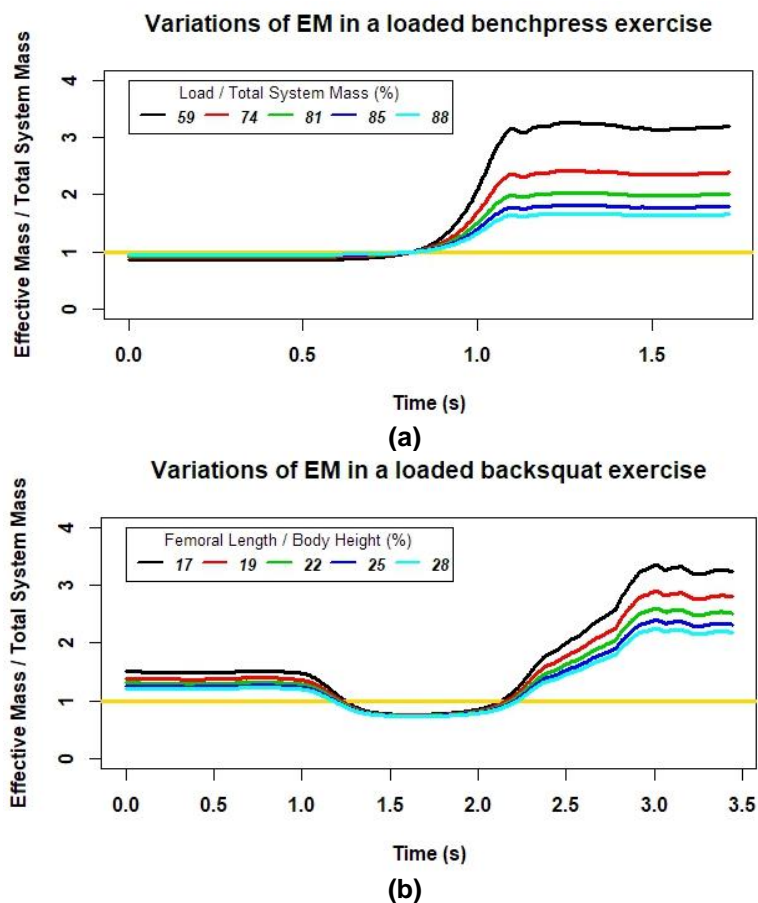 Variations of EM in a loaded benchpress exercise
Effective Mass / Total System Mass
4
3
2
1
0
Load / Total System Mass (%)
59 74 81 85 88
0.0 0.5 1.0 1.5
Time (s)
(a)
Variations of EM in a loaded backsquat exercise
Effective Mass / Total System Mass
4
3
2
1
0
Femoral Length / Body Height (%)
17 19 22 25 28
0.0 0.5 1.0 1.5 2.0 2.5 3.0 3.5
Time (s)
(b)